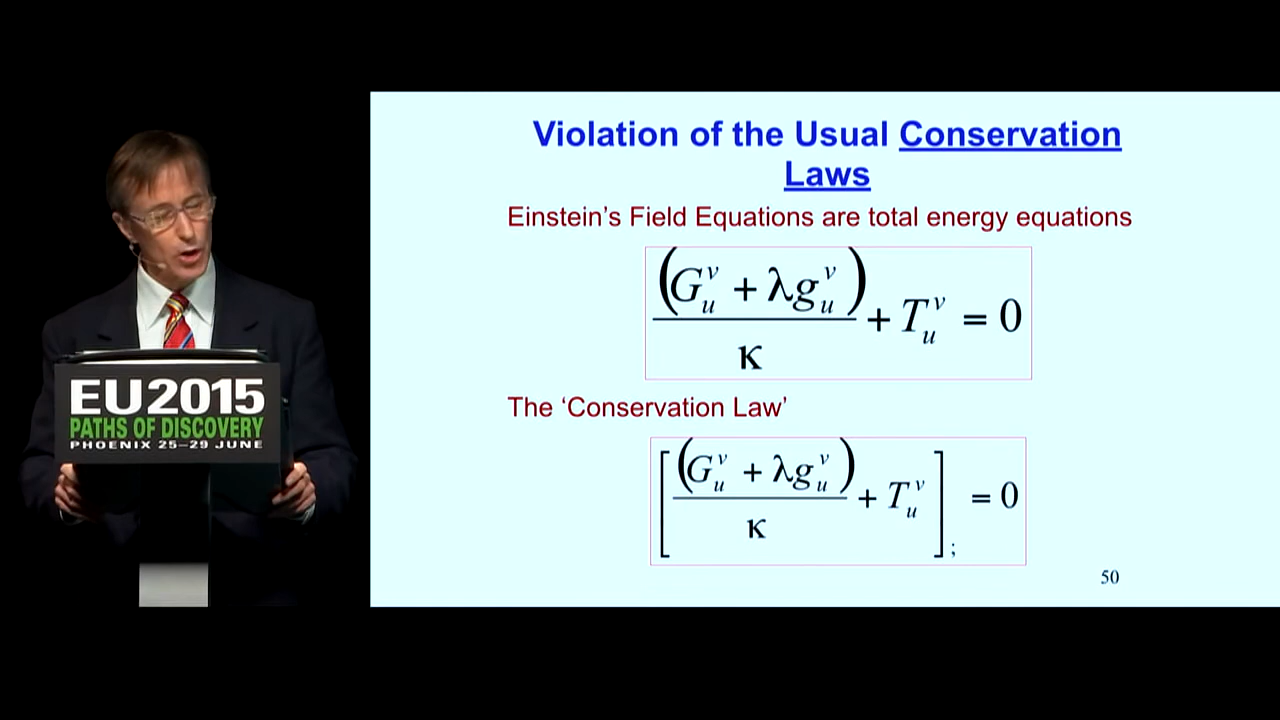 Violation of the Usual Conservation
Laws
Einstein's Field Equations are total energy equations
(G_u^v + λg_u^v) / κ + T_u^v = 0
The 'Conservation Law'
[(G_u^v + λg_u^v) / κ + T_u^v]_; = 0
50
EU2015
PATHS OF DISCOVERY
PHOENIX 25–29 JUNE